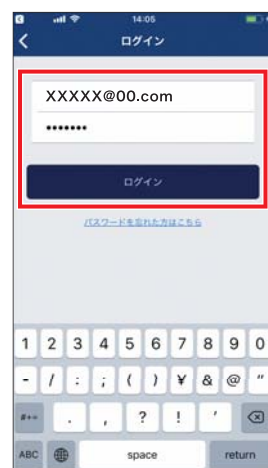 14:05
ログイン
XXXXX@00.com
•••••••
ログイン
パスワードを忘れた方はこちら
1 2 3 4 5 6 7 8 9 0
- / : ; ( ) ¥ & @ "
#+= . , ? ! '
ABC space return